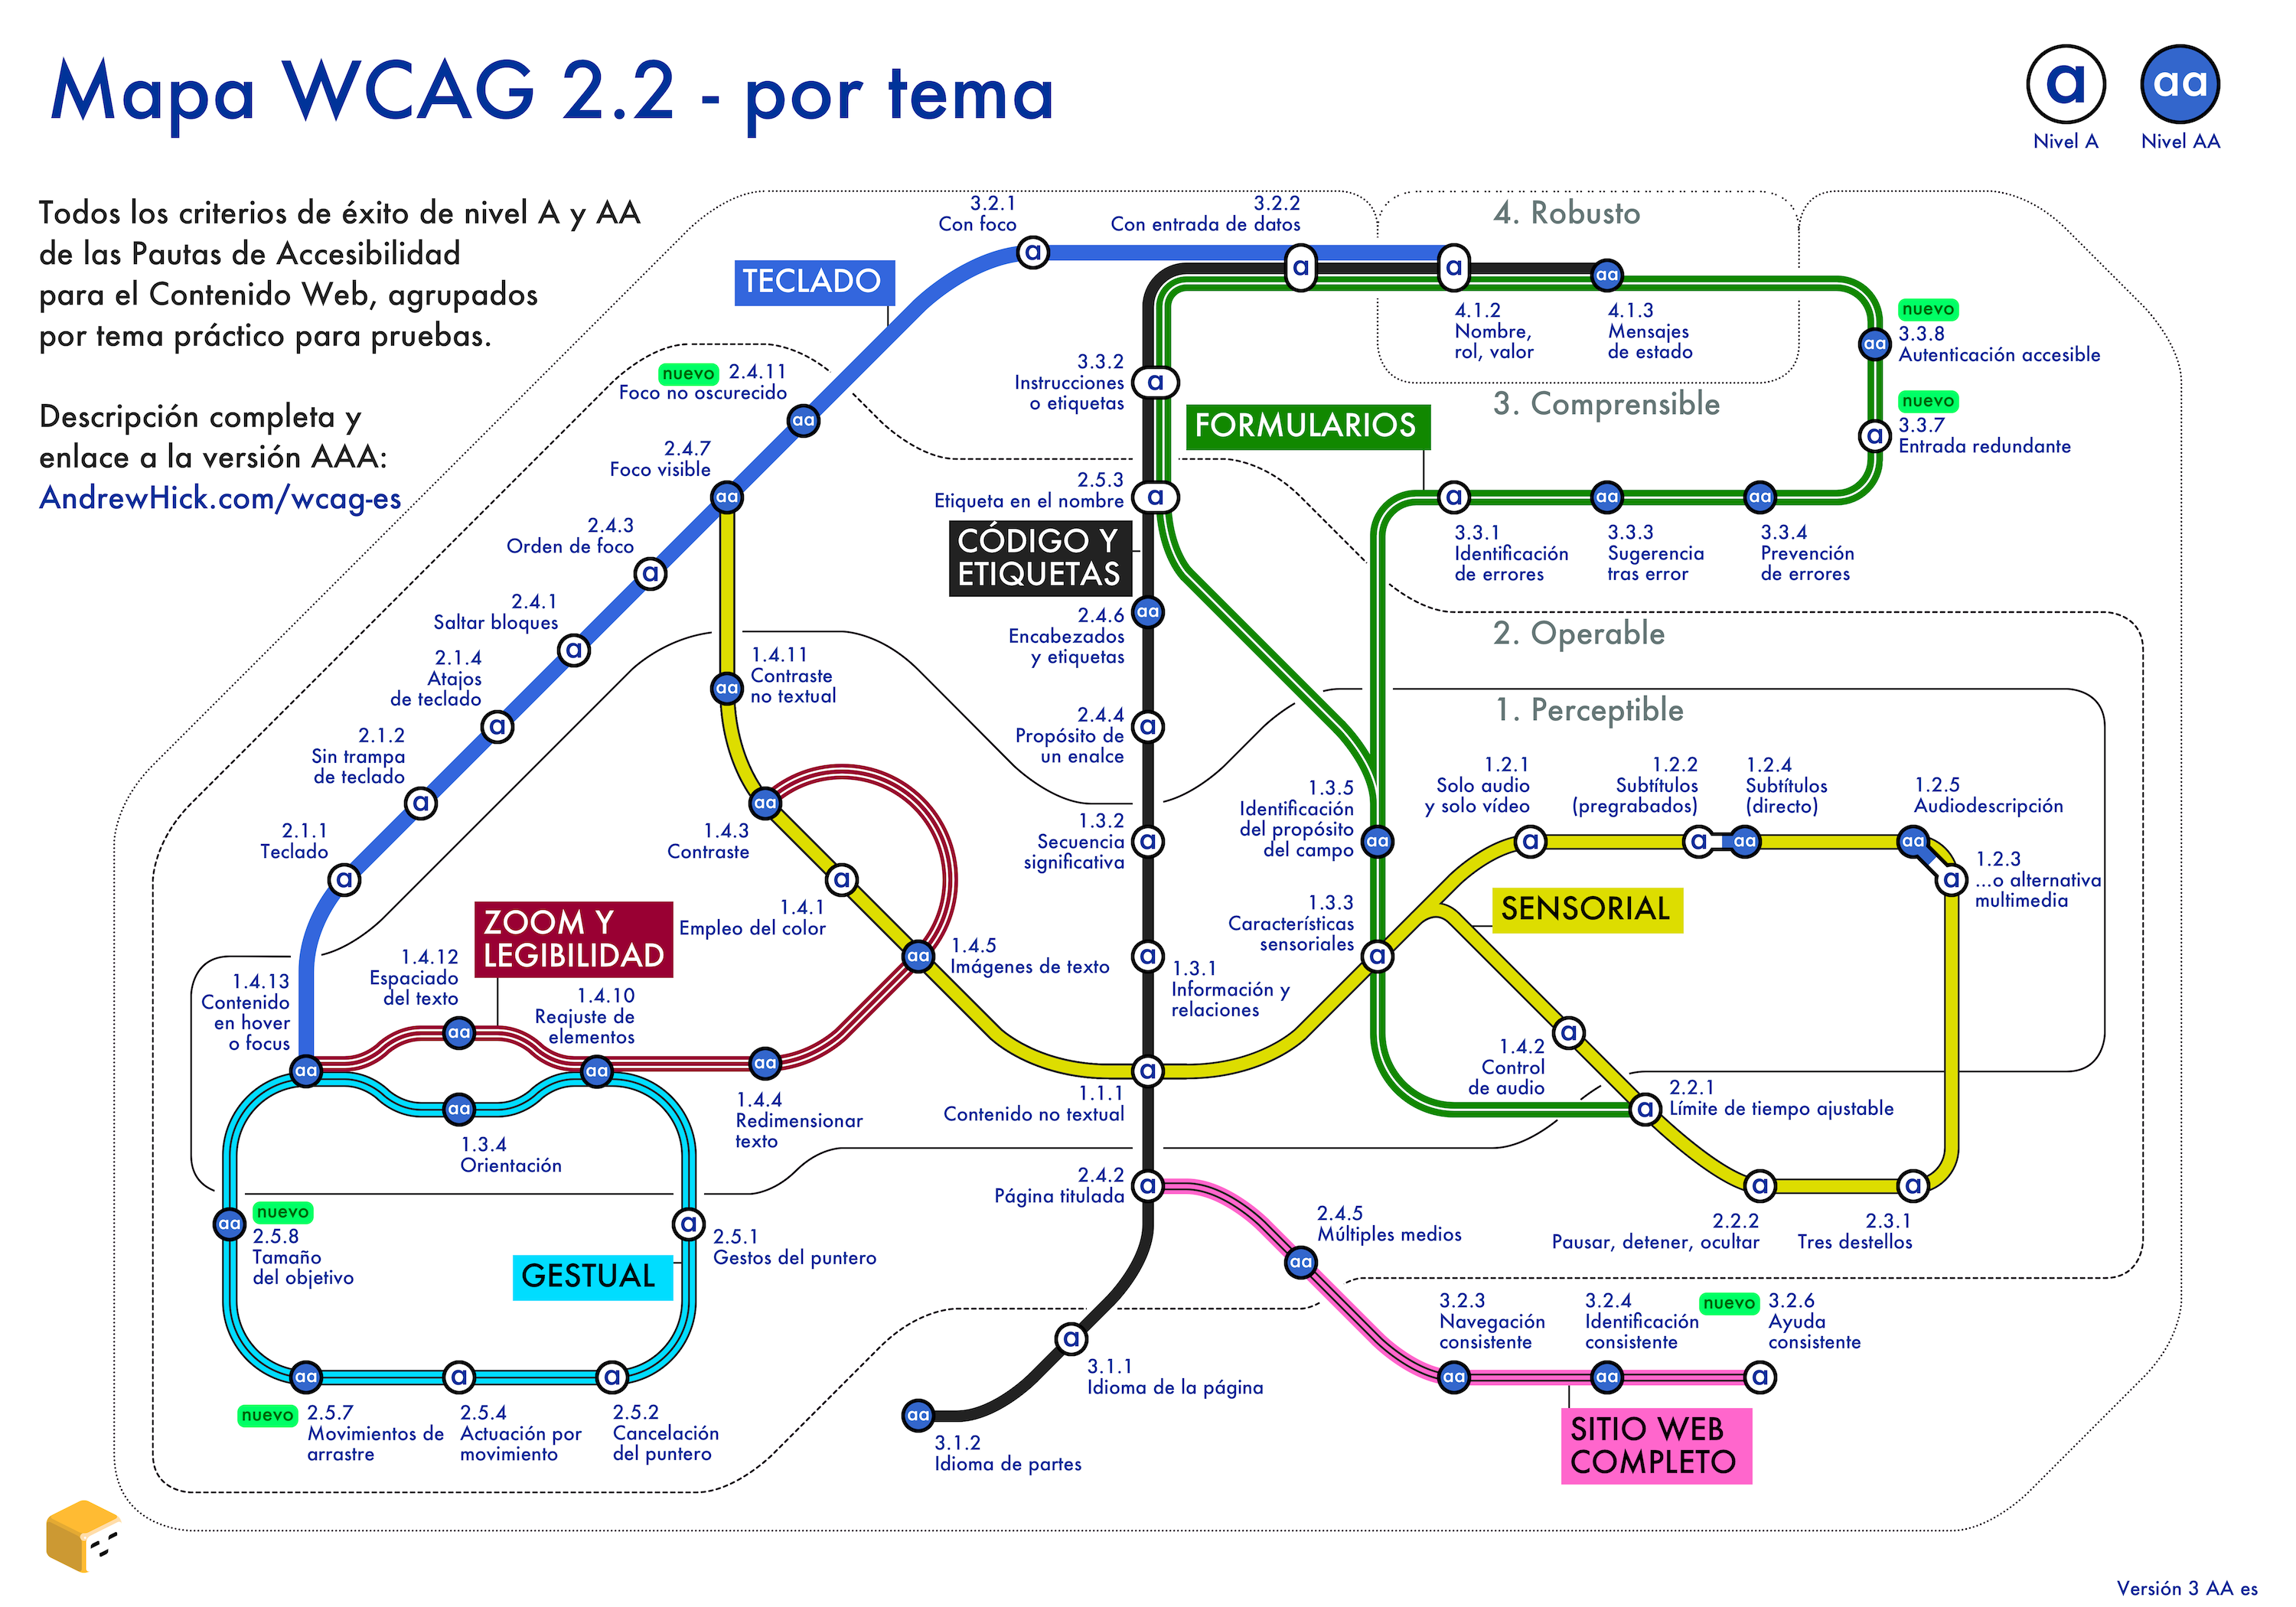 Mapa WCAG 2.2 - por tema
a
Nivel A
aa
Nivel AA
Todos los criterios de éxito de nivel A y AA
de las Pautas de Accesibilidad
para el Contenido Web, agrupados
por tema práctico para pruebas.
Descripción completa y
enlace a la versión AAA:
AndrewHick.com/wcag-es
4. Robusto
3. Comprensible
2. Operable
1. Perceptible
TECLADO
3.2.1
Con foco
3.2.2
Con entrada de datos
4.1.2
Nombre,
rol, valor
4.1.3
Mensajes
de estado
nuevo
3.3.8
Autenticación accesible
nuevo
3.3.7
Entrada redundante
nuevo 2.4.11
Foco no oscurecido
2.4.7
Foco visible
2.4.3
Orden de foco
2.4.1
Saltar bloques
2.1.4
Atajos
de teclado
2.1.2
Sin trampa
de teclado
2.1.1
Teclado
1.4.13
Contenido
en hover
o focus
3.3.2
Instrucciones
o etiquetas
FORMULARIOS
2.5.3
Etiqueta en el nombre
3.3.1
Identificación
de errores
3.3.3
Sugerencia
tras error
3.3.4
Prevención
de errores
CÓDIGO Y
ETIQUETAS
2.4.6
Encabezados
y etiquetas
2.4.4
Propósito de
un enalce
1.3.2
Secuencia
significativa
1.3.1
Información y
relaciones
1.1.1
Contenido no textual
1.4.11
Contraste
no textual
1.4.3
Contraste
1.4.1
Empleo del color
1.4.5
Imágenes de texto
ZOOM Y
LEGIBILIDAD
1.4.12
Espaciado
del texto
1.4.10
Reajuste de
elementos
1.4.4
Redimensionar
texto
1.3.4
Orientación
1.3.5
Identificación
del propósito
del campo
1.3.3
Características
sensoriales
SENSORIAL
1.2.1
Solo audio
y solo vídeo
1.2.2
Subtítulos
(pregrabados)
1.2.4
Subtítulos
(directo)
1.2.5
Audiodescripción
1.2.3
...o alternativa
multimedia
1.4.2
Control
de audio
2.2.1
Límite de tiempo ajustable
2.2.2
Pausar, detener, ocultar
2.3.1
Tres destellos
2.4.2
Página titulada
2.4.5
Múltiples medios
3.2.3
Navegación
consistente
3.2.4
Identificación
consistente
nuevo 3.2.6
Ayuda
consistente
SITIO WEB
COMPLETO
3.1.1
Idioma de la página
3.1.2
Idioma de partes
nuevo
2.5.8
Tamaño
del objetivo
GESTUAL
2.5.1
Gestos del puntero
nuevo 2.5.7
Movimientos de
arrastre
2.5.4
Actuación por
movimiento
2.5.2
Cancelación
del puntero
Versión 3 AA es